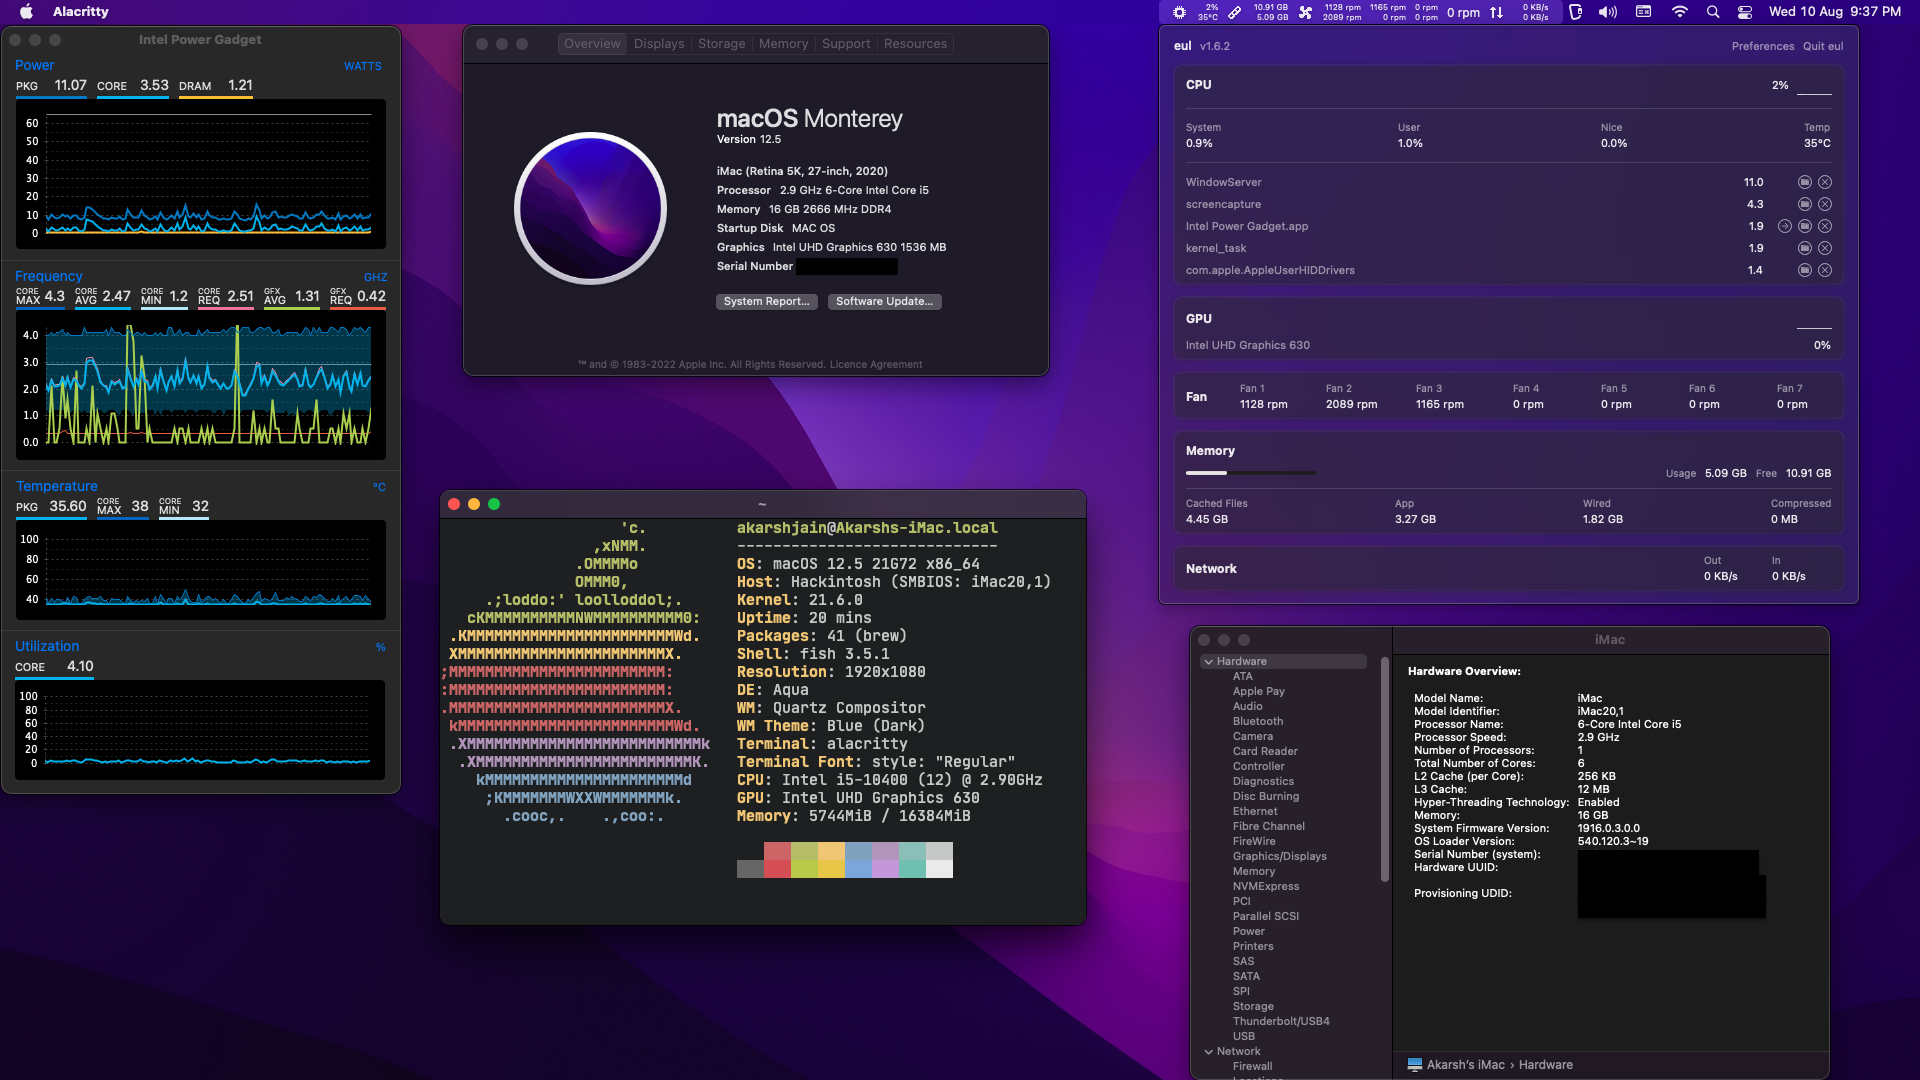 Alacritty
2% 35°C 10.91 GB 5.09 GB 1128 rpm 2089 rpm 1165 rpm 0 rpm 0 rpm 0 rpm 0 rpm 0 KB/s 0 KB/s Wed 10 Aug 9:37 PM
Intel Power Gadget
Power WATTS
PKG 11.07 CORE 3.53 DRAM 1.21
60
50
40
30
20
10
0
Frequency GHZ
CORE MAX 4.3 CORE AVG 2.47 CORE MIN 1.2 CORE REQ 2.51 GFX AVG 1.31 GFX REQ 0.42
4.0
3.0
2.0
1.0
0.0
Temperature °C
PKG 35.60 CORE MAX 38 CORE MIN 32
100
80
60
40
Utilization %
CORE 4.10
100
80
60
40
20
0
Overview Displays Storage Memory Support Resources
macOS Monterey
Version 12.5
iMac (Retina 5K, 27-inch, 2020)
Processor 2.9 GHz 6-Core Intel Core i5
Memory 16 GB 2666 MHz DDR4
Startup Disk MAC OS
Graphics Intel UHD Graphics 630 1536 MB
Serial Number
System Report... Software Update...
™ and © 1983-2022 Apple Inc. All Rights Reserved. Licence Agreement
~
'c.
,xNMM.
.OMMMMo
OMMM0,
.;loddo:' loolloddol;.
cKMMMMMMMMMMNWMMMMMMMMMM0:
.KMMMMMMMMMMMMMMMMMMMMMMMWd.
XMMMMMMMMMMMMMMMMMMMMMMMX.
;MMMMMMMMMMMMMMMMMMMMMMMM:
:MMMMMMMMMMMMMMMMMMMMMMMM:
.MMMMMMMMMMMMMMMMMMMMMMMMX.
kMMMMMMMMMMMMMMMMMMMMMMMMWd.
.XMMMMMMMMMMMMMMMMMMMMMMMMMMk
.XMMMMMMMMMMMMMMMMMMMMMMMMK.
kMMMMMMMMMMMMMMMMMMMMMMd
;KMMMMMMMWXXWMMMMMMMk.
.cooc,. .,coo:.
akarshjain@Akarshs-iMac.local
-----------------------------
OS: macOS 12.5 21G72 x86_64
Host: Hackintosh (SMBIOS: iMac20,1)
Kernel: 21.6.0
Uptime: 20 mins
Packages: 41 (brew)
Shell: fish 3.5.1
Resolution: 1920x1080
DE: Aqua
WM: Quartz Compositor
WM Theme: Blue (Dark)
Terminal: alacritty
Terminal Font: style: "Regular"
CPU: Intel i5-10400 (12) @ 2.90GHz
GPU: Intel UHD Graphics 630
Memory: 5744MiB / 16384MiB
eul v1.6.2 Preferences Quit eul
CPU 2%
System User Nice Temp
0.9% 1.0% 0.0% 35°C
WindowServer 11.0
screencapture 4.3
Intel Power Gadget.app 1.9
kernel_task 1.9
com.apple.AppleUserHIDDrivers 1.4
GPU
Intel UHD Graphics 630 0%
Fan
Fan 1 Fan 2 Fan 3 Fan 4 Fan 5 Fan 6 Fan 7
1128 rpm 2089 rpm 1165 rpm 0 rpm 0 rpm 0 rpm 0 rpm
Memory
Usage 5.09 GB Free 10.91 GB
Cached Files App Wired Compressed
4.45 GB 3.27 GB 1.82 GB 0 MB
Network
Out In
0 KB/s 0 KB/s
iMac
Hardware
ATA
Apple Pay
Audio
Bluetooth
Camera
Card Reader
Controller
Diagnostics
Disc Burning
Ethernet
Fibre Channel
FireWire
Graphics/Displays
Memory
NVMExpress
PCI
Parallel SCSI
Power
Printers
SAS
SATA
SPI
Storage
Thunderbolt/USB4
USB
Network
Firewall
Locations
Hardware Overview:
Model Name: iMac
Model Identifier: iMac20,1
Processor Name: 6-Core Intel Core i5
Processor Speed: 2.9 GHz
Number of Processors: 1
Total Number of Cores: 6
L2 Cache (per Core): 256 KB
L3 Cache: 12 MB
Hyper-Threading Technology: Enabled
Memory: 16 GB
System Firmware Version: 1916.0.3.0.0
OS Loader Version: 540.120.3~19
Serial Number (system):
Hardware UUID:
Provisioning UDID:
Akarsh's iMac › Hardware